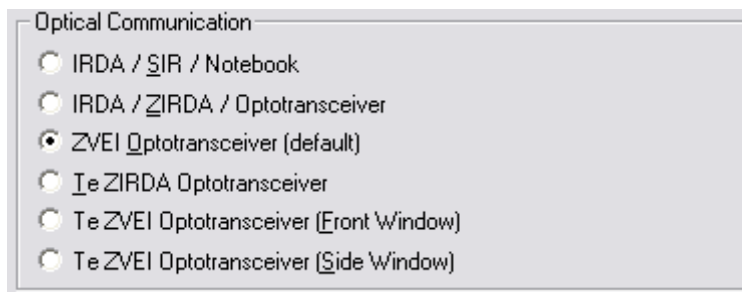 Optical Communication
IRDA / SIR / Notebook
IRDA / ZIRDA / Optotransceiver
ZVEI Optotransceiver (default)
Te ZIRDA Optotransceiver
Te ZVEI Optotransceiver (Front Window)
Te ZVEI Optotransceiver (Side Window)